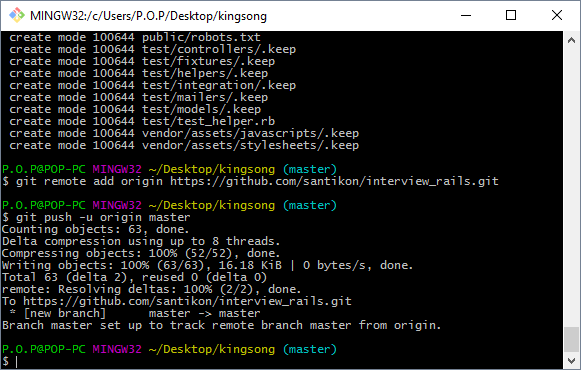 MINGW32:/c/Users/P.O.P/Desktop/kingsong
create mode 100644 public/robots.txt
create mode 100644 test/controllers/.keep
create mode 100644 test/fixtures/.keep
create mode 100644 test/helpers/.keep
create mode 100644 test/integration/.keep
create mode 100644 test/mailers/.keep
create mode 100644 test/models/.keep
create mode 100644 test/test_helper.rb
create mode 100644 vendor/assets/javascripts/.keep
create mode 100644 vendor/assets/stylesheets/.keep
P.O.P@POP-PC MINGW32 ~/Desktop/kingsong (master)
$ git remote add origin https://github.com/santikon/interview_rails.git
P.O.P@POP-PC MINGW32 ~/Desktop/kingsong (master)
$ git push -u origin master
Counting objects: 63, done.
Delta compression using up to 8 threads.
Compressing objects: 100% (52/52), done.
Writing objects: 100% (63/63), 16.18 KiB | 0 bytes/s, done.
Total 63 (delta 2), reused 0 (delta 0)
remote: Resolving deltas: 100% (2/2), done.
To https://github.com/santikon/interview_rails.git
 * [new branch]      master -> master
Branch master set up to track remote branch master from origin.
P.O.P@POP-PC MINGW32 ~/Desktop/kingsong (master)
$